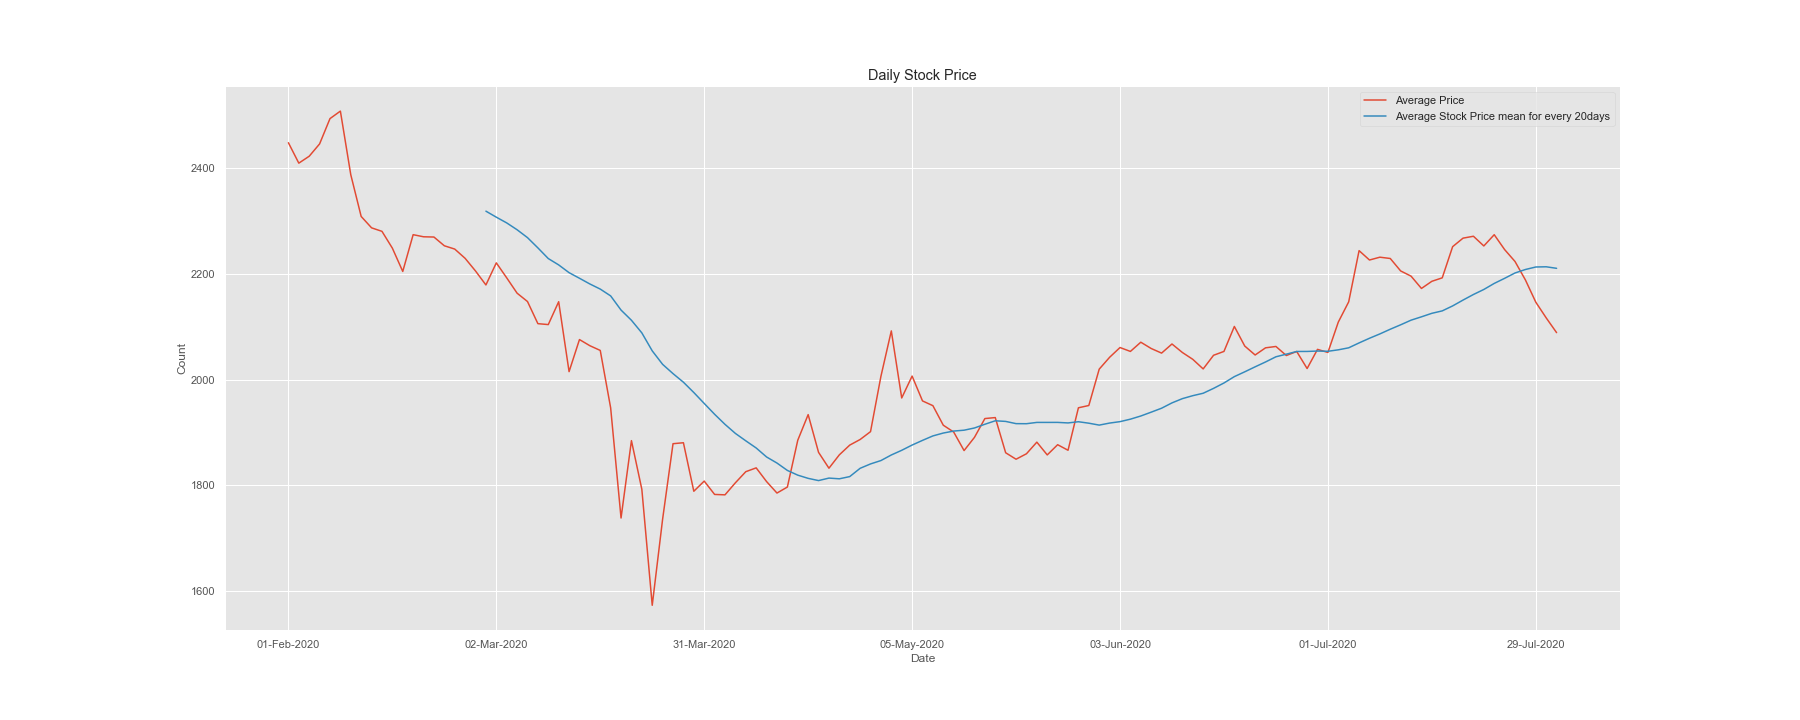 Daily Stock Price
Average Price
Average Stock Price mean for every 20days
2400
2200
2000
1800
1600
Count
01-Feb-2020
02-Mar-2020
31-Mar-2020
05-May-2020
03-Jun-2020
01-Jul-2020
29-Jul-2020
Date